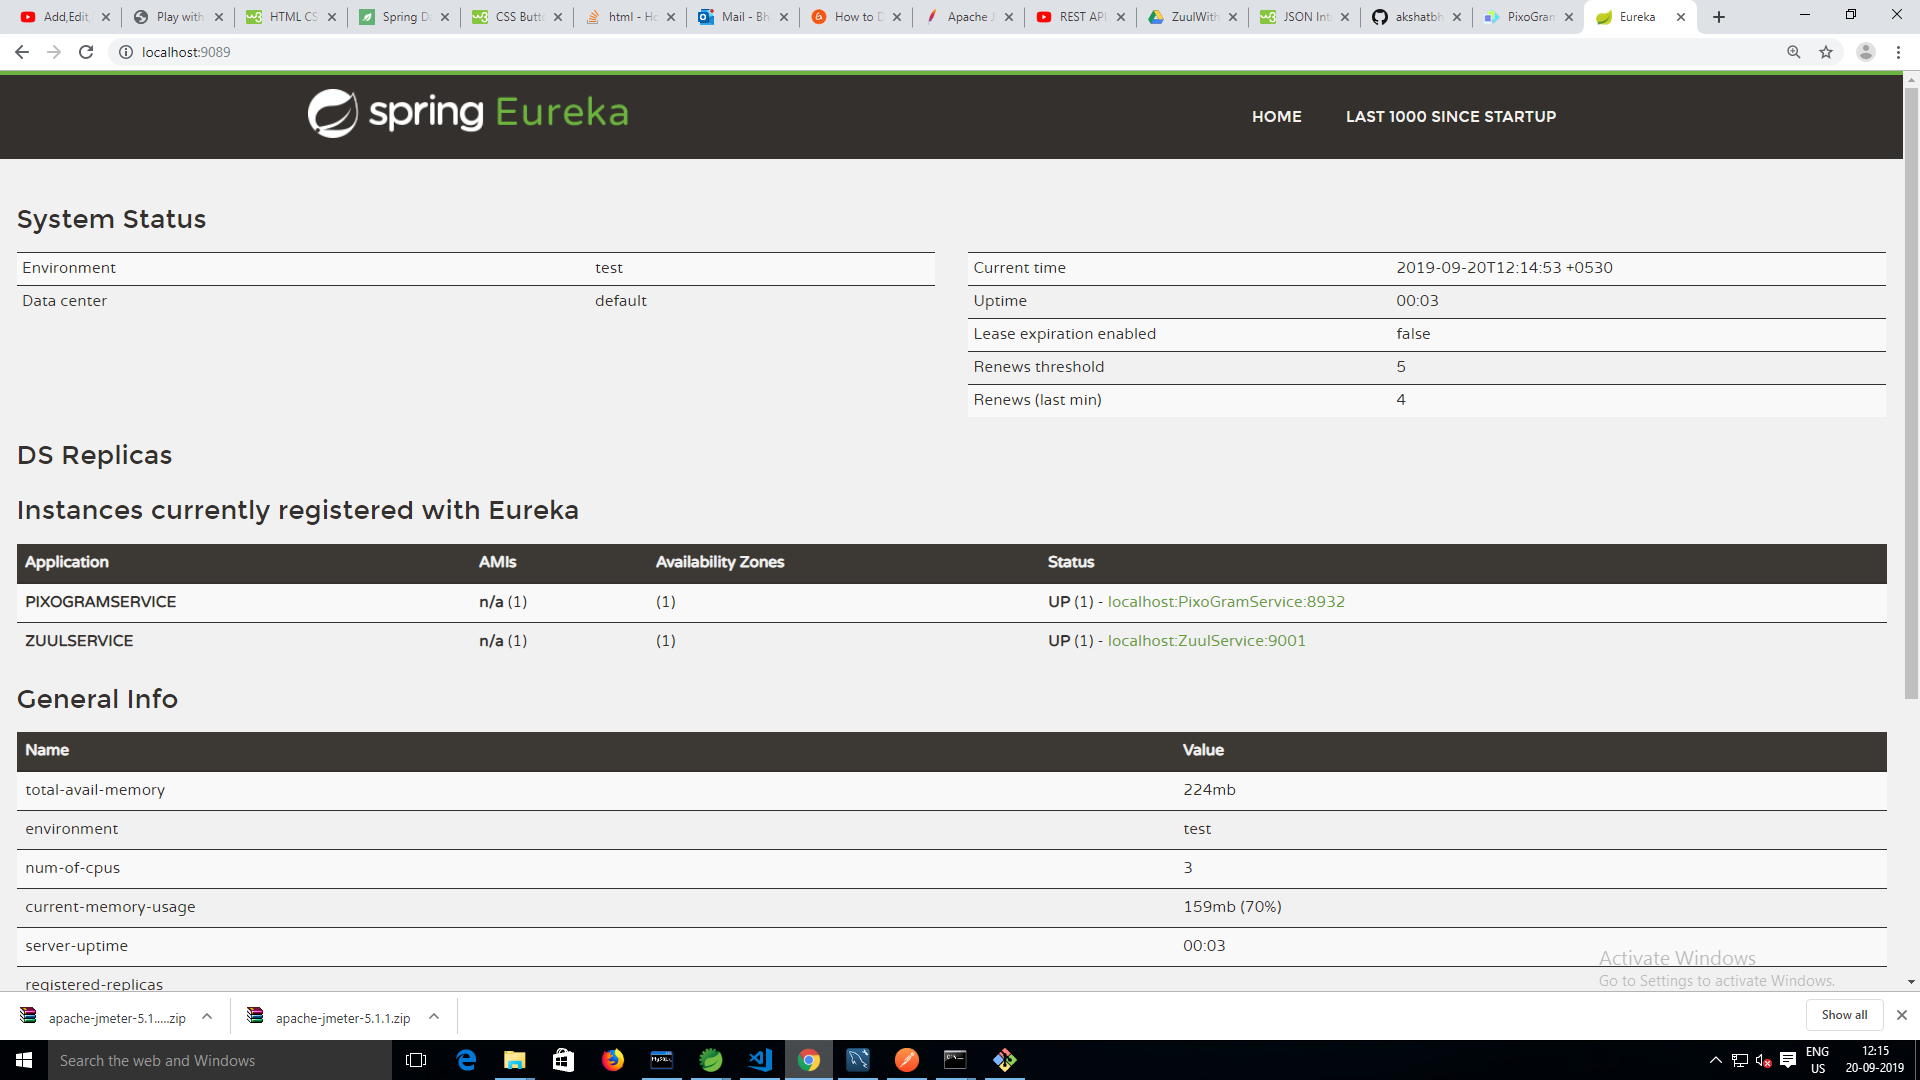 Add,Edit, Play with HTML CS Spring Da CSS Butt html - Ho Mail - Bh How to D Apache J REST API ZuulWith JSON Int akshatbh PixoGram Eureka
localhost:9089
spring Eureka HOME LAST 1000 SINCE STARTUP
System Status
Environment test
Data center default
Current time 2019-09-20T12:14:53 +0530
Uptime 00:03
Lease expiration enabled false
Renews threshold 5
Renews (last min) 4
DS Replicas
Instances currently registered with Eureka
Application AMIs Availability Zones Status
PIXOGRAMSERVICE n/a (1) (1) UP (1) - localhost:PixoGramService:8932
ZUULSERVICE n/a (1) (1) UP (1) - localhost:ZuulService:9001
General Info
Name Value
total-avail-memory 224mb
environment test
num-of-cpus 3
current-memory-usage 159mb (70%)
server-uptime 00:03
registered-replicas
Activate Windows
Go to Settings to activate Windows.
apache-jmeter-5.1.....zip apache-jmeter-5.1.1.zip Show all
Search the web and Windows
ENG 12:15
US 20-09-2019